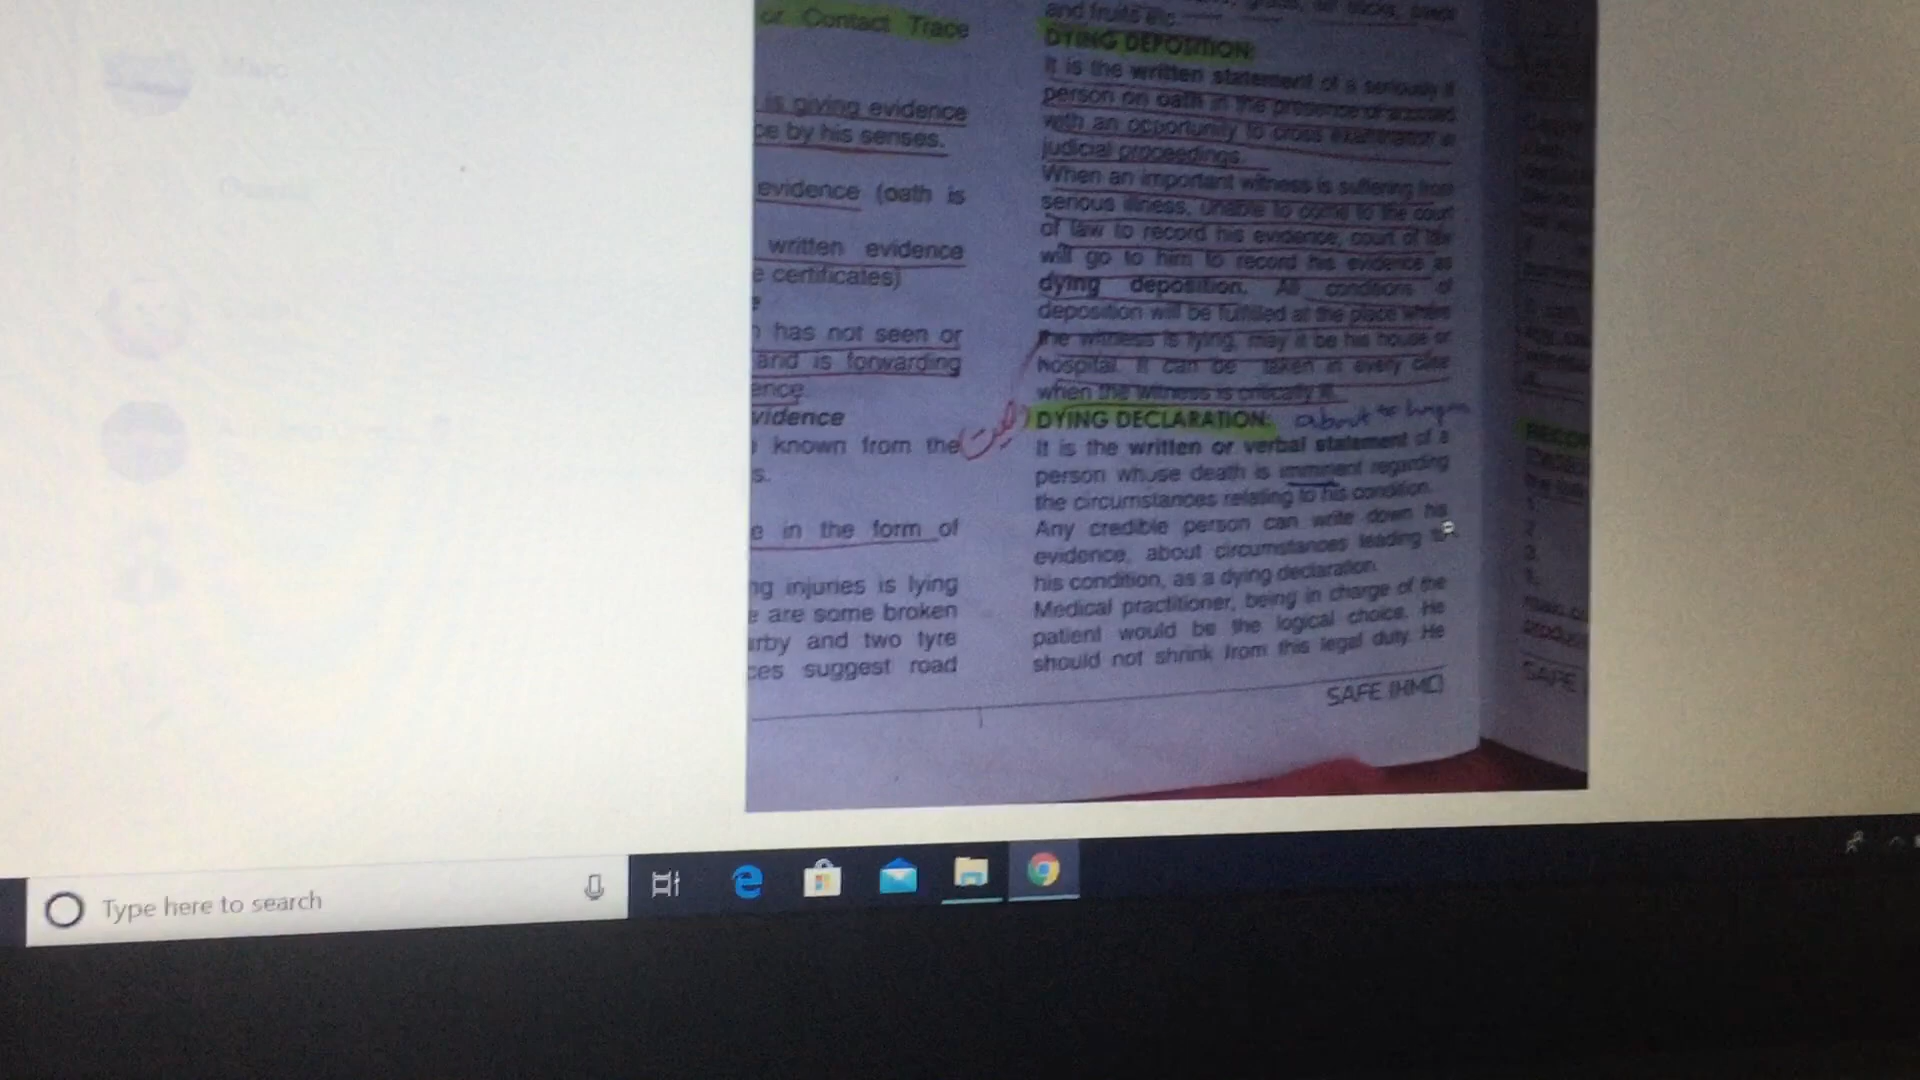 or Contact Trace
is giving evidence
ce by his senses.
evidence (oath is
written evidence
e certificates)
has not seen or
and is forwarding
ence.
vidence
known from the
s.
e in the form of
ng injuries is lying
e are some broken
arby and two tyre
ces suggest road
and fruits etc.
DYING DEPOSITION:
It is the written statement of a seriously ill
person on oath in the presence of accused
with an opportunity to cross examination
judicial proceedings.
When an important witness is suffering from
serious illness, unable to come to the court
of law to record his evidence, court of law
will go to him to record his evidence as
dying deposition. All conditions of
deposition will be fulfilled at the place where
the witness is lying, may it be his house or
hospital. It can be taken in every case
when the witness is critically ill.
DYING DECLARATION: about to
It is the written or verbal statement of a
person whose death is imminent regarding
the circumstances relating to his condition.
Any credible person can write down his
evidence, about circumstances leading to
his condition, as a dying declaration.
Medical practitioner, being in charge of the
patient would be the logical choice. He
should not shrink from this legal duty. He
SAFE (HMC)
SAFE
Type here to search